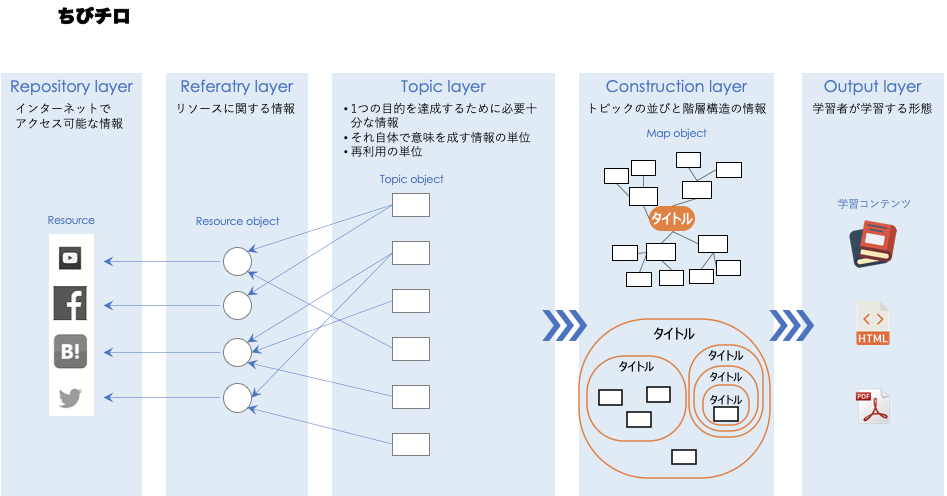 ちびチロ
Repository layer
インターネットで
アクセス可能な情報
Resource
B!
Referatry layer
リソースに関する情報
Resource object
Topic layer
• 1つの目的を達成するために必要十
分な情報
• それ自体で意味を成す情報の単位
• 再利用の単位
Topic object
Construction layer
トピックの並びと階層構造の情報
Map object
タイトル
タイトル
タイトル
タイトル
タイトル
タイトル
Output layer
学習者が学習する形態
学習コンテンツ
<> 
HTML
PDF